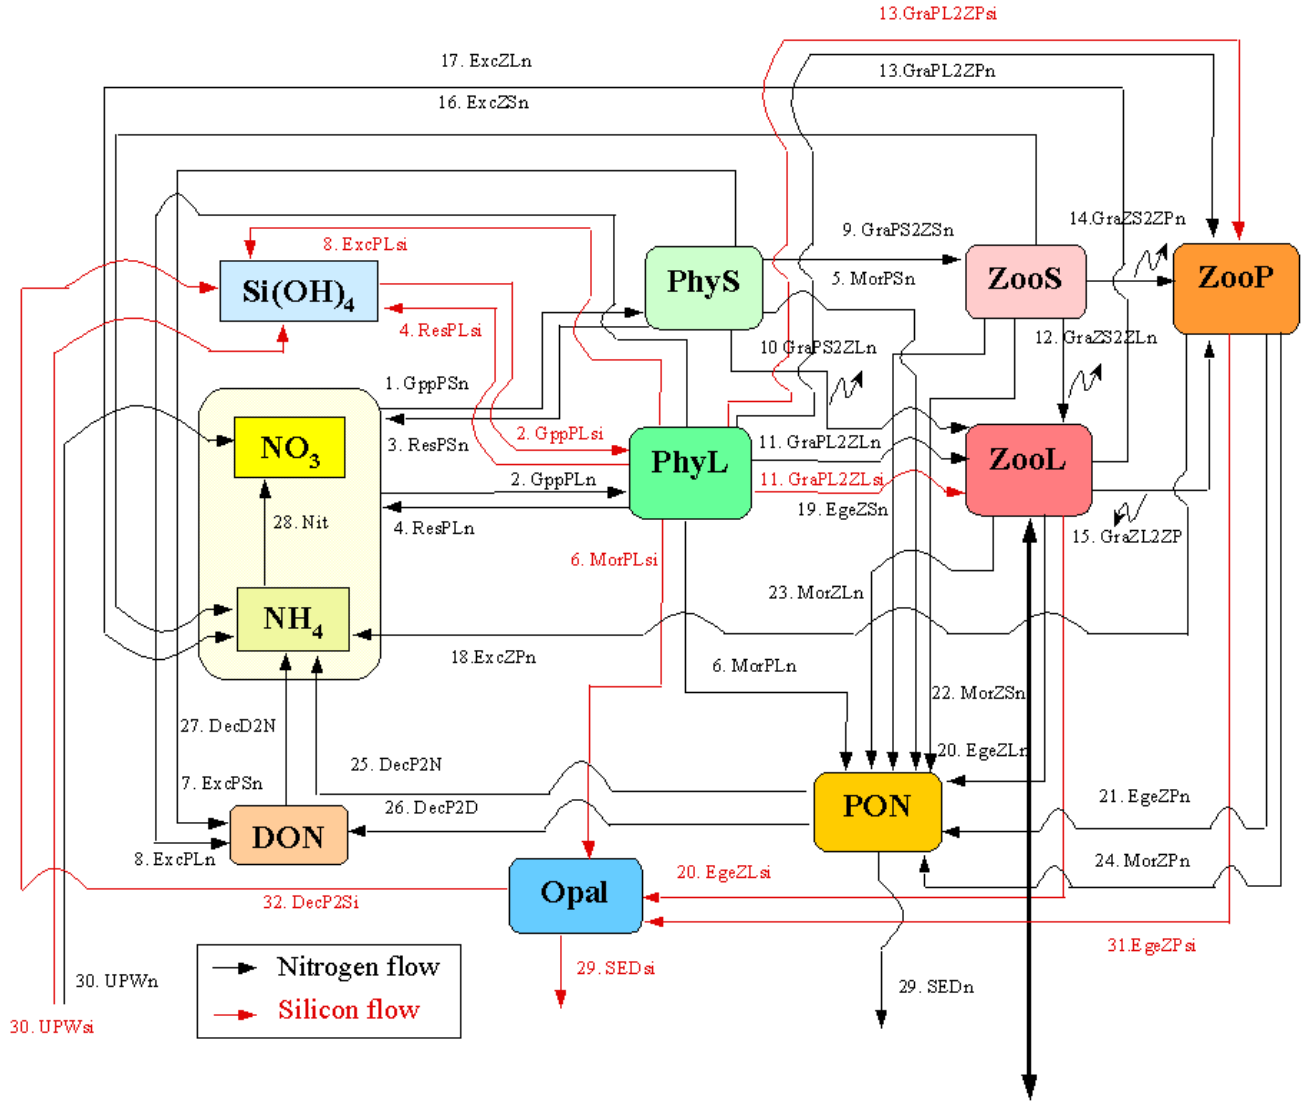 13.GraPL2ZPsi
17. ExcZLn
13.GraPL2ZPn
16. ExcZSn
14.GraZS2ZPn
8. ExcPLsi
9. GraPS2ZSn
Si(OH)4
PhyS
5. MorPSn
ZooS
ZooP
4. ResPLsi
10 GraPS2ZLn
12. GraZS2ZLn
1. GppPSn
NO3
3. ResPSn
2. GppPLsi
PhyL
11. GraPL2ZLn
ZooL
2. GppPLn
11. GraPL2ZLsi
28. Nit
4. ResPLn
19. EgeZSn
15. GraZL2ZP
6. MorPLsi
23. MorZLn
NH4
18.ExcZPn
6. MorPLn
22. MorZSn
27. DecD2N
20. EgeZLn
25. DecP2N
7. ExcPSn
26. DecP2D
PON
21. EgeZPn
DON
8. ExcPLn
24. MorZPn
20. EgeZLsi
Opal
32. DecP2Si
31.EgeZPsi
Nitrogen flow
29. SEDsi
30. UPWn
29. SEDn
Silicon flow
30. UPWsi